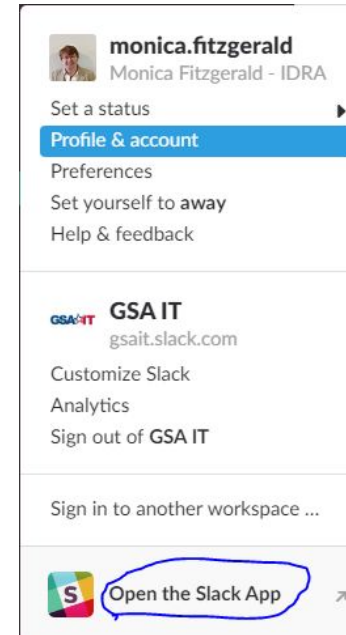 monica.fitzgerald
Monica Fitzgerald - IDRA
Set a status
Profile & account
Preferences
Set yourself to away
Help & feedback
GSAIT GSA IT
gsait.slack.com
Customize Slack
Analytics
Sign out of GSA IT
Sign in to another workspace ...
S Open the Slack App